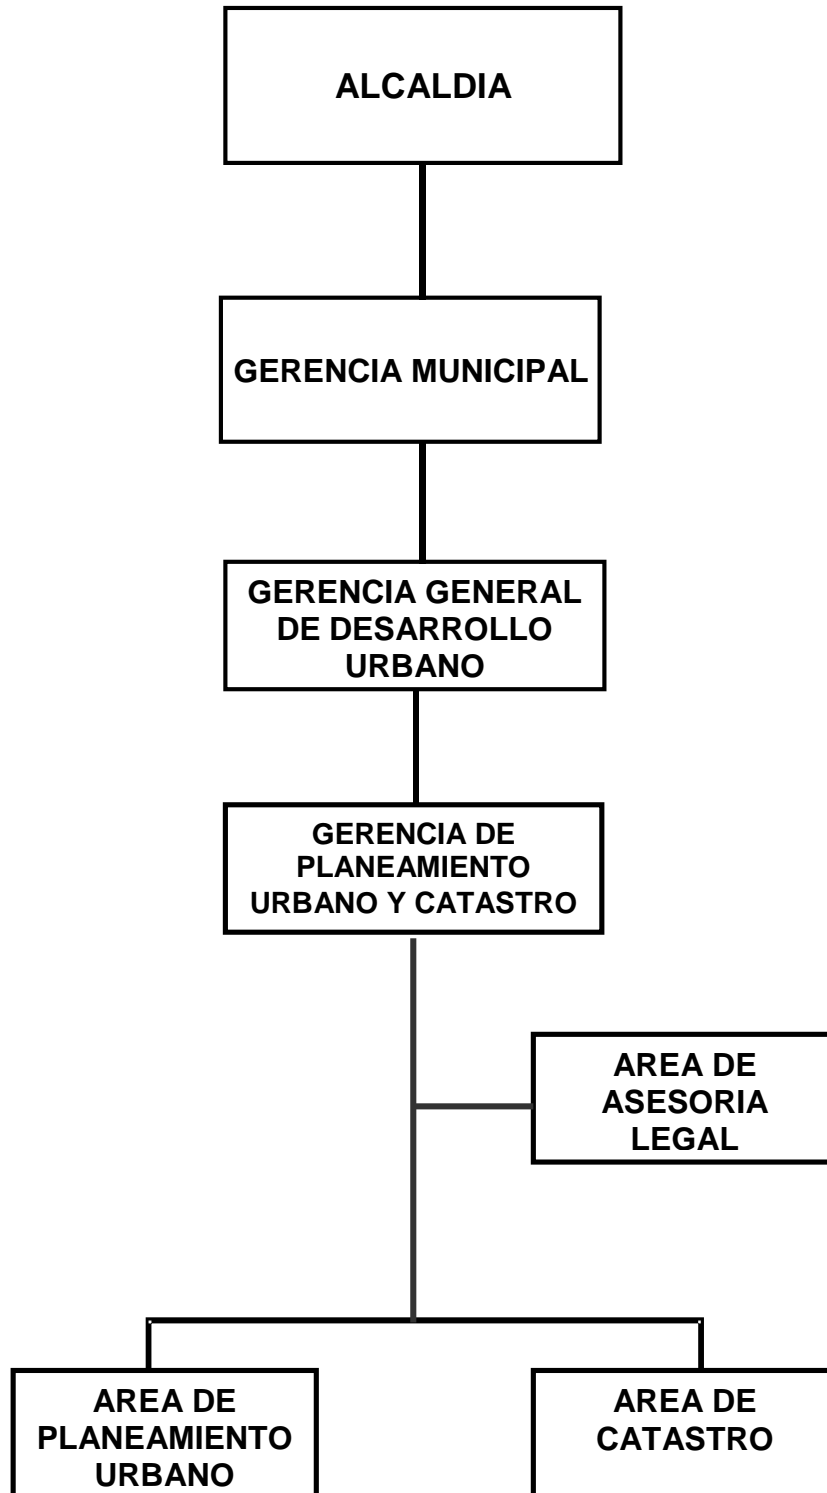 ALCALDIA
GERENCIA MUNICIPAL
GERENCIA GENERAL
DE DESARROLLO
URBANO
GERENCIA DE
PLANEAMIENTO
URBANO Y CATASTRO
AREA DE
ASESORIA
LEGAL
AREA DE
PLANEAMIENTO
URBANO
AREA DE
CATASTRO